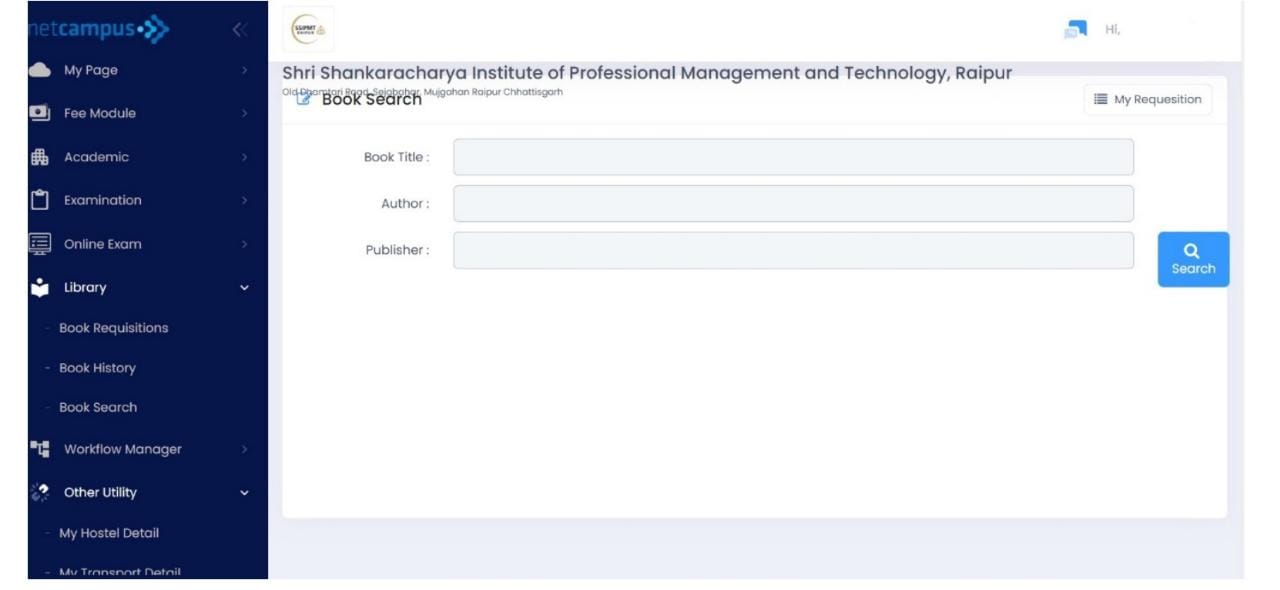 netcampus
My Page
Fee Module
Academic
Examination
Online Exam
Library
- Book Requisitions
- Book History
- Book Search
Workflow Manager
Other Utility
- My Hostel Detail
- My Transport Detail
SSIPMT
RAIPUR
Hi,
Shri Shankaracharya Institute of Professional Management and Technology, Raipur
Old Dhamtari Road, Sejabahar, Mujgahan Raipur Chhattisgarh
Book Search
My Requesition
Book Title :
Author :
Publisher :
Search